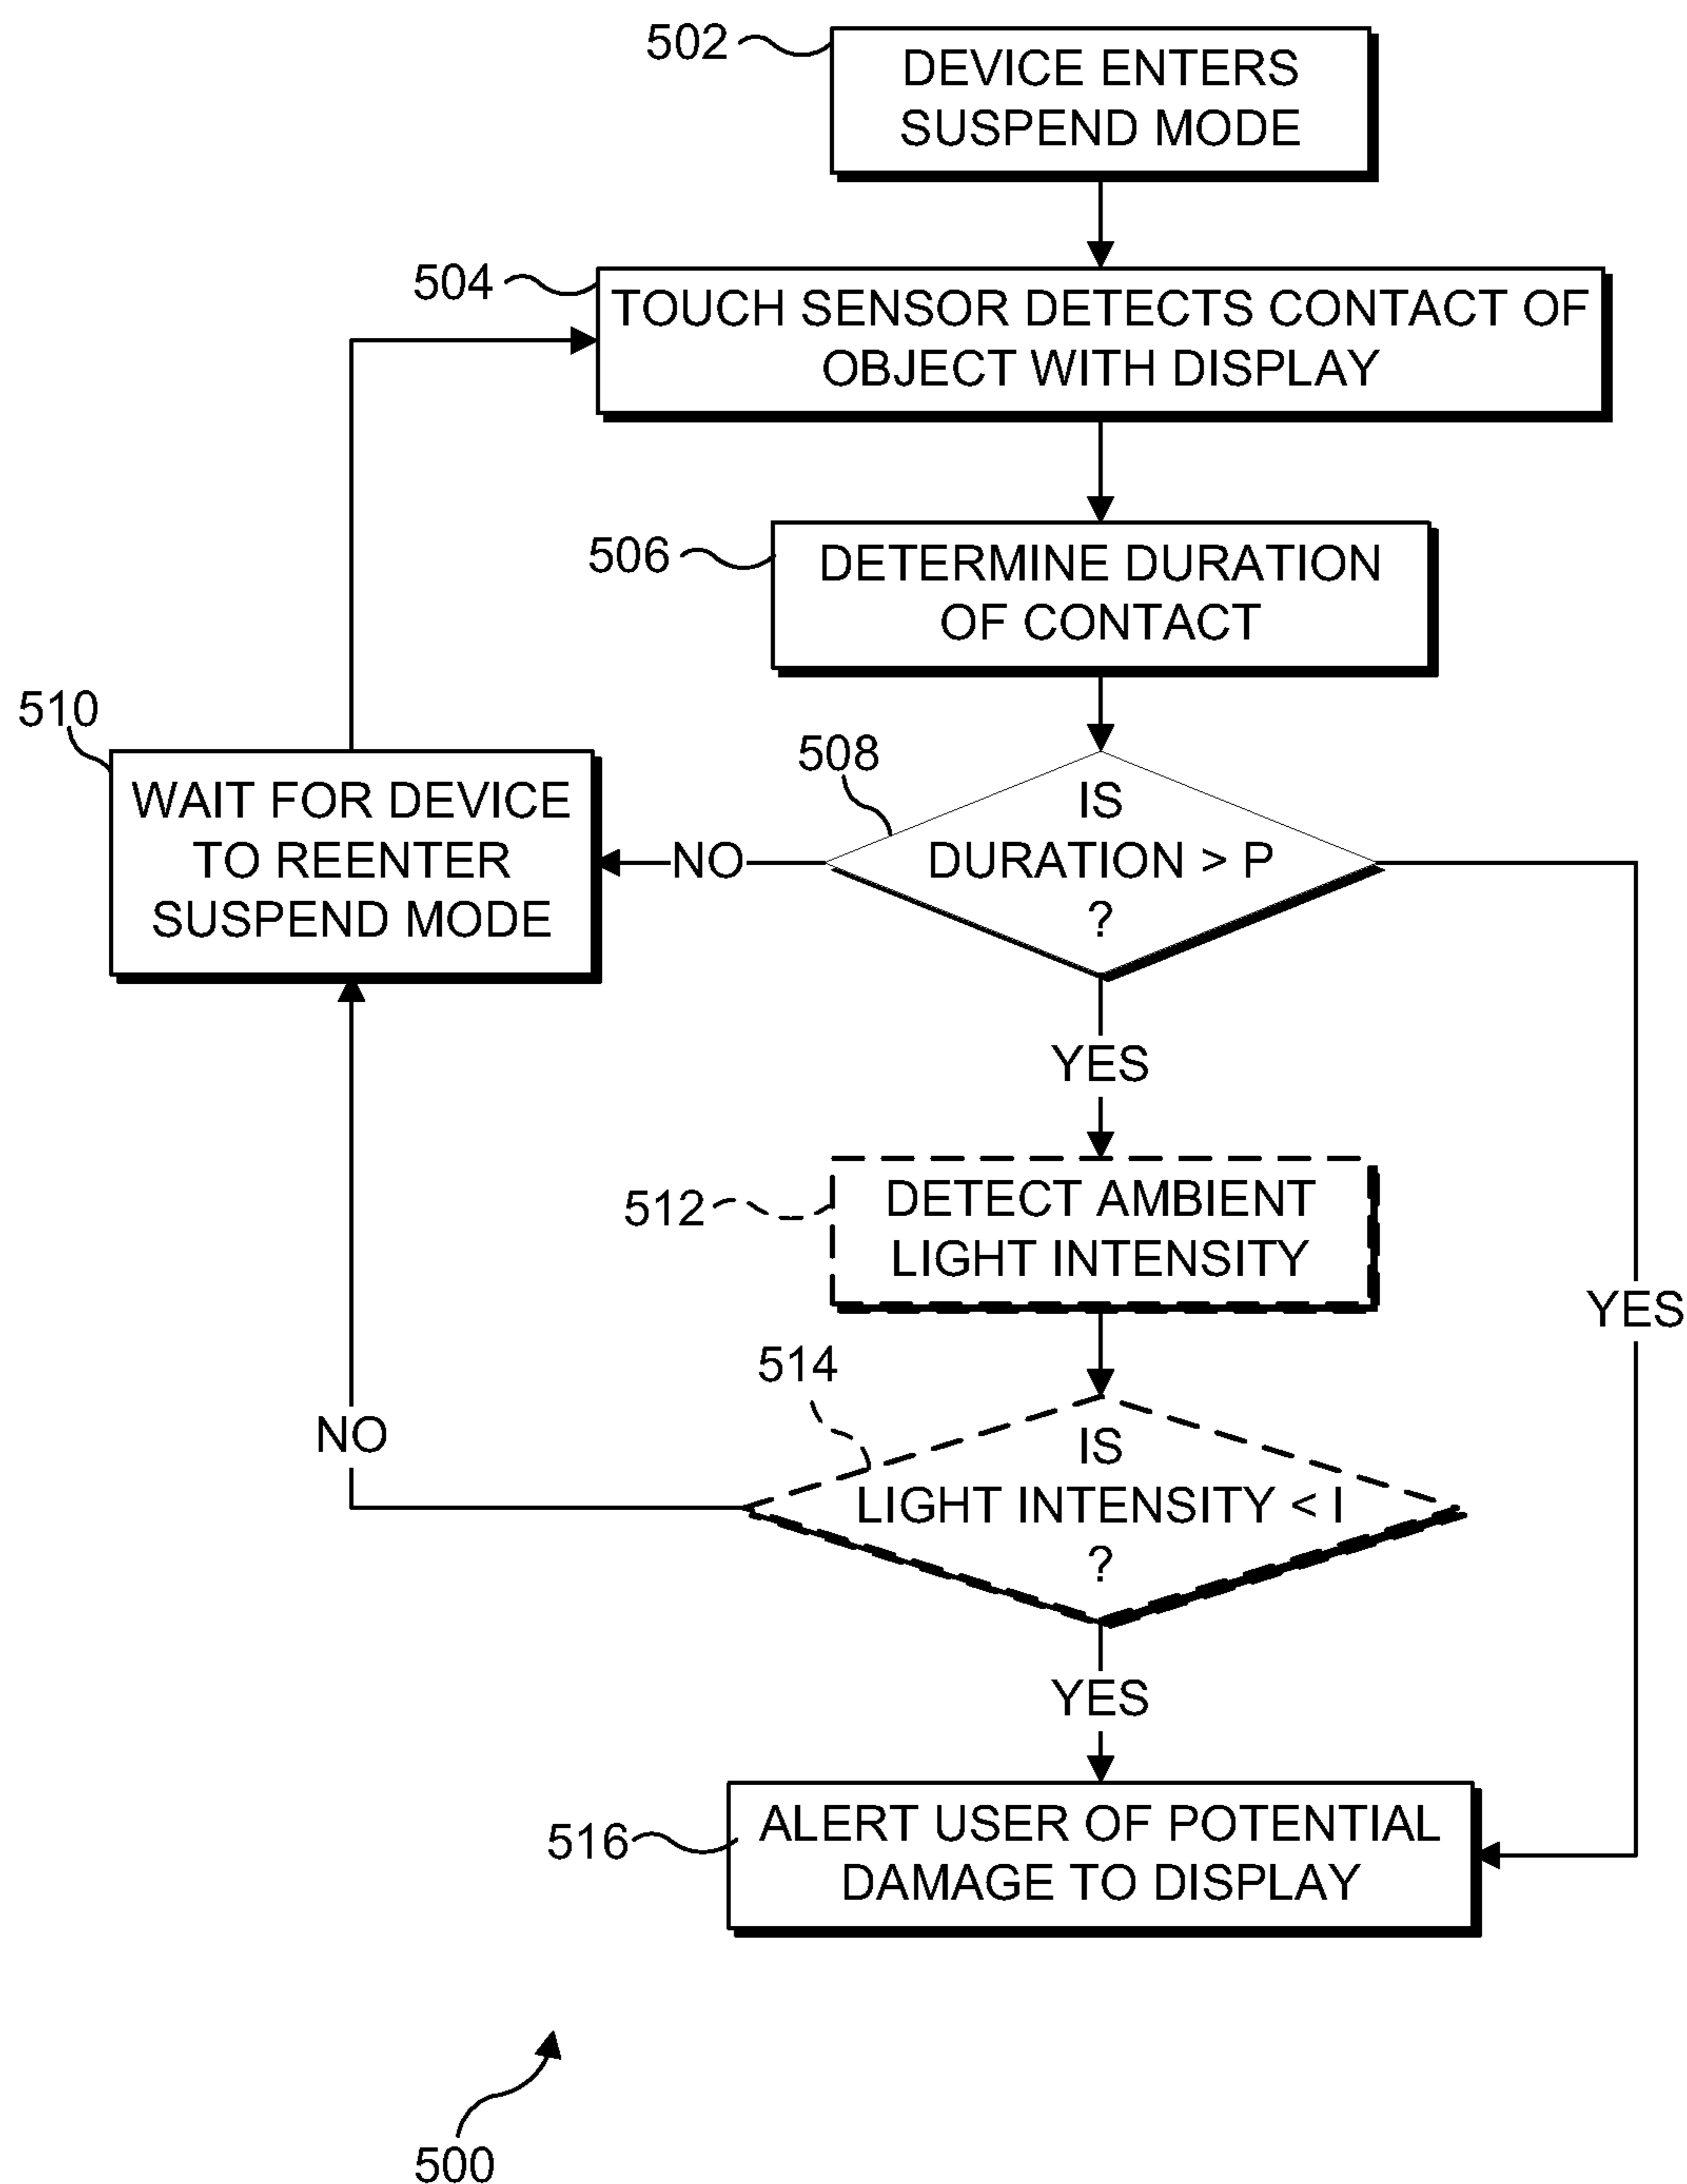 502
DEVICE ENTERS
SUSPEND MODE
504
TOUCH SENSOR DETECTS CONTACT OF
OBJECT WITH DISPLAY
506
DETERMINE DURATION
OF CONTACT
510
WAIT FOR DEVICE
TO REENTER
SUSPEND MODE
NO
508
IS
DURATION > P
?
YES
512
DETECT AMBIENT
LIGHT INTENSITY
YES
514
IS
LIGHT INTENSITY < I
?
NO
YES
516
ALERT USER OF POTENTIAL
DAMAGE TO DISPLAY
500